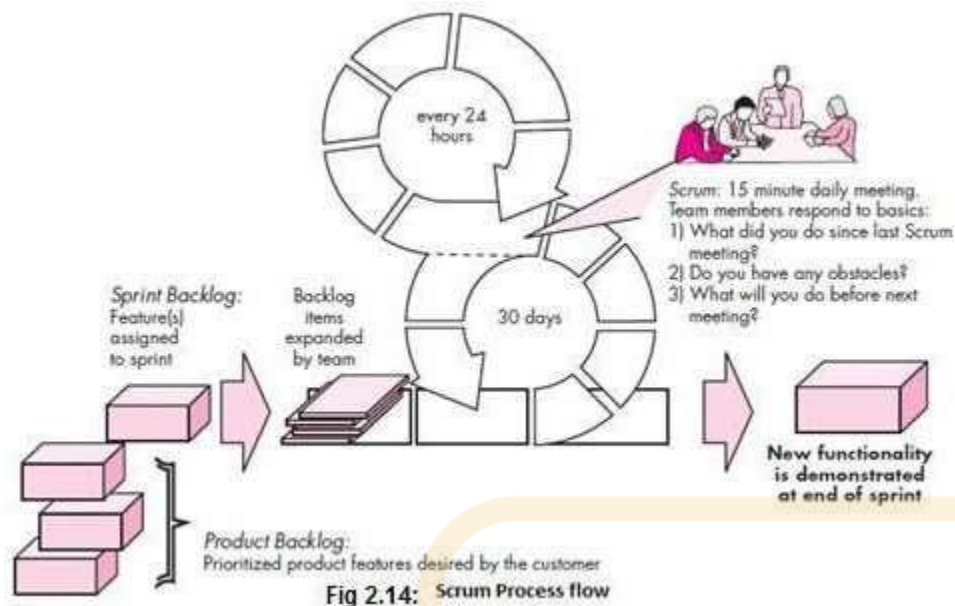 every 24
hours
Scrum: 15 minute daily meeting.
Team members respond to basics:
1) What did you do since last Scrum
meeting?
2) Do you have any obstacles?
3) What will you do before next
meeting?
Sprint Backlog:
Feature(s)
assigned
to sprint
Backlog
items
expanded
by team
30 days
New functionality
is demonstrated
at end of sprint
Product Backlog:
Prioritized product features desired by the customer
Fig 2.14: Scrum Process flow